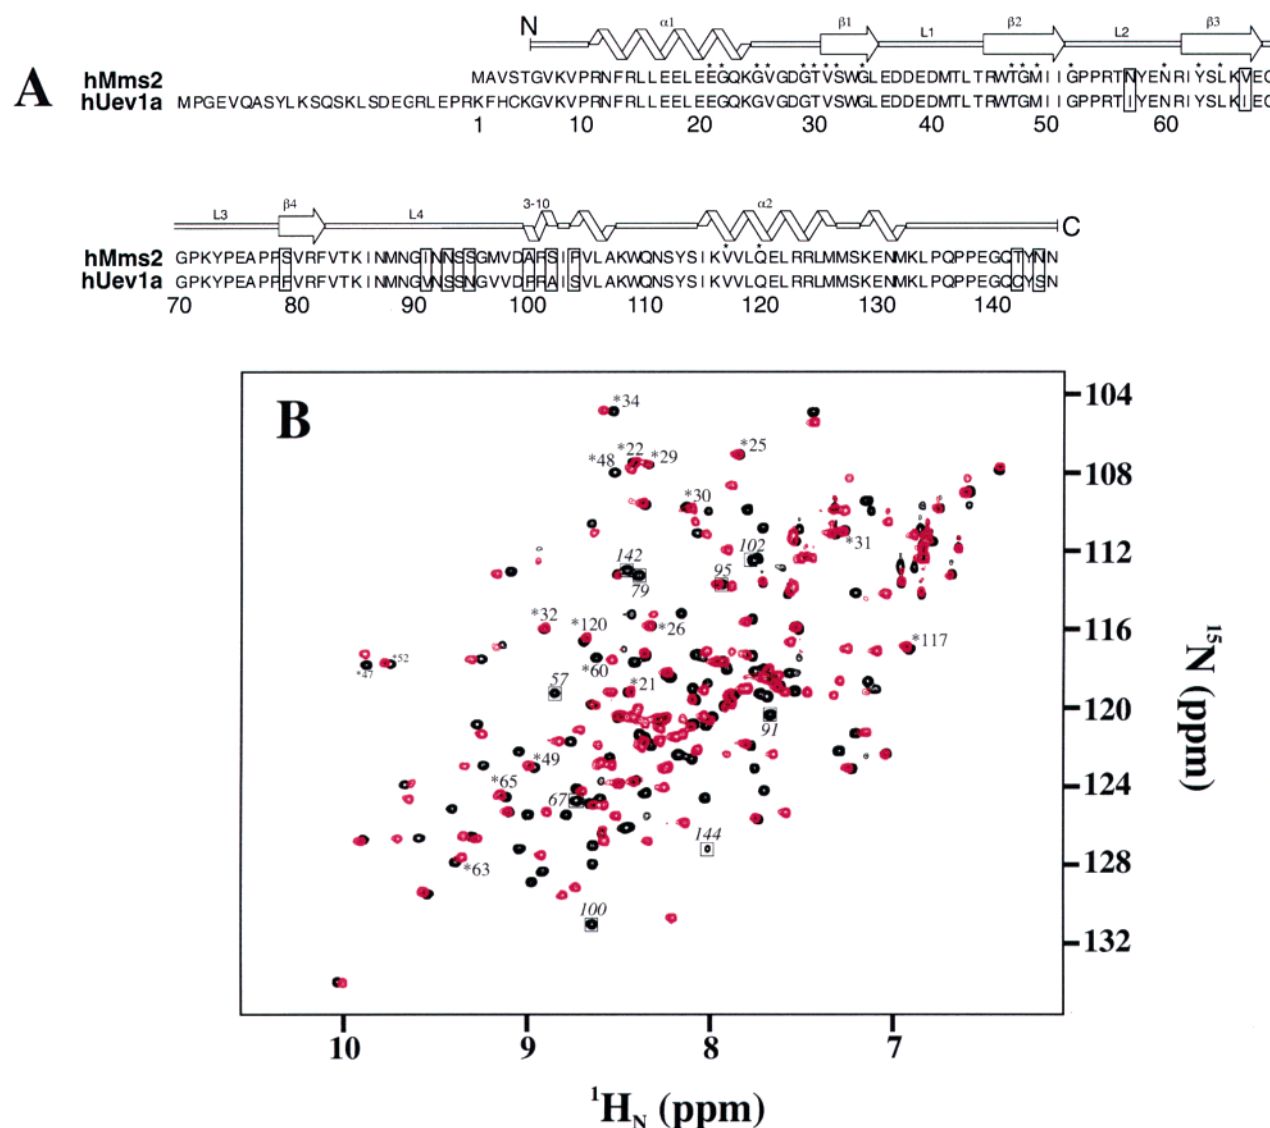 A
N α1 β1 L1 β2 L2 β3
hMms2 MAVSTGVKVPRNFRLLEELEEGQKGVGDGTVSWGLEDDEDMTLTRWTGMIIGPPRTNYENRIYSLKVEG
hUev1a MPGEVQASYLKSQSKLSDEGRLEPRKFHCKGVKVPRNFRLLEELEEGQKGVGDGTVSWGLEDDEDMTLTRWTGMIIGPPRTIYENRIYSLKIEG
1 10 20 30 40 50 60
L3 β4 L4 3-10 α2 C
hMms2 GPKYPEAPPSVRFVTKINMNGINNSSGMVDARSIPVLAKWQNSYSIKVVLQELRRLMMSKENMKLPQPPEGQTYNN
hUev1a GPKYPEAPPFVRFVTKINMNGVNSSNGVVDPRAISVLAKWQNSYSIKVVLQELRRLMMSKENMKLPQPPEGQCYSN
70 80 90 100 110 120 130 140
B
*34
*22
*48
*29
*25
*30
*31
142
79
102
95
*32
*120
*26
*117
*47
*52
*60
57
*21
91
*49
*65
67
144
*63
100
104
108
112
116
120
124
128
132
15N (ppm)
10 9 8 7
1HN (ppm)